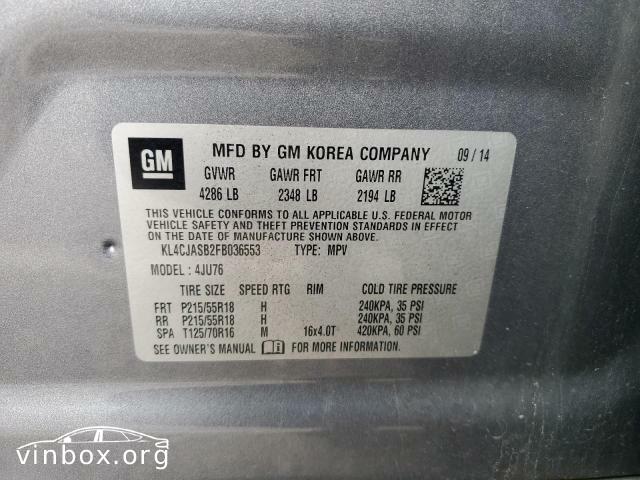 GM
MFD BY GM KOREA COMPANY 09/14
GVWR GAWR FRT GAWR RR
4286 LB 2348 LB 2194 LB
THIS VEHICLE CONFORMS TO ALL APPLICABLE U.S. FEDERAL MOTOR
VEHICLE SAFETY AND THEFT PREVENTION STANDARDS IN EFFECT ON
THE DATE OF MANUFACTURE SHOWN ABOVE.
KL4CJASB2FB036553 TYPE: MPV
MODEL: 4JU76
TIRE SIZE SPEED RTG RIM COLD TIRE PRESSURE
FRT P215/55R18 H 240KPA, 35 PSI
RR P215/55R18 H 240KPA, 35 PSI
SPA T125/70R16 M 16x4.0T 420KPA, 60 PSI
SEE OWNER'S MANUAL FOR MORE INFORMATION.
vinbox.org